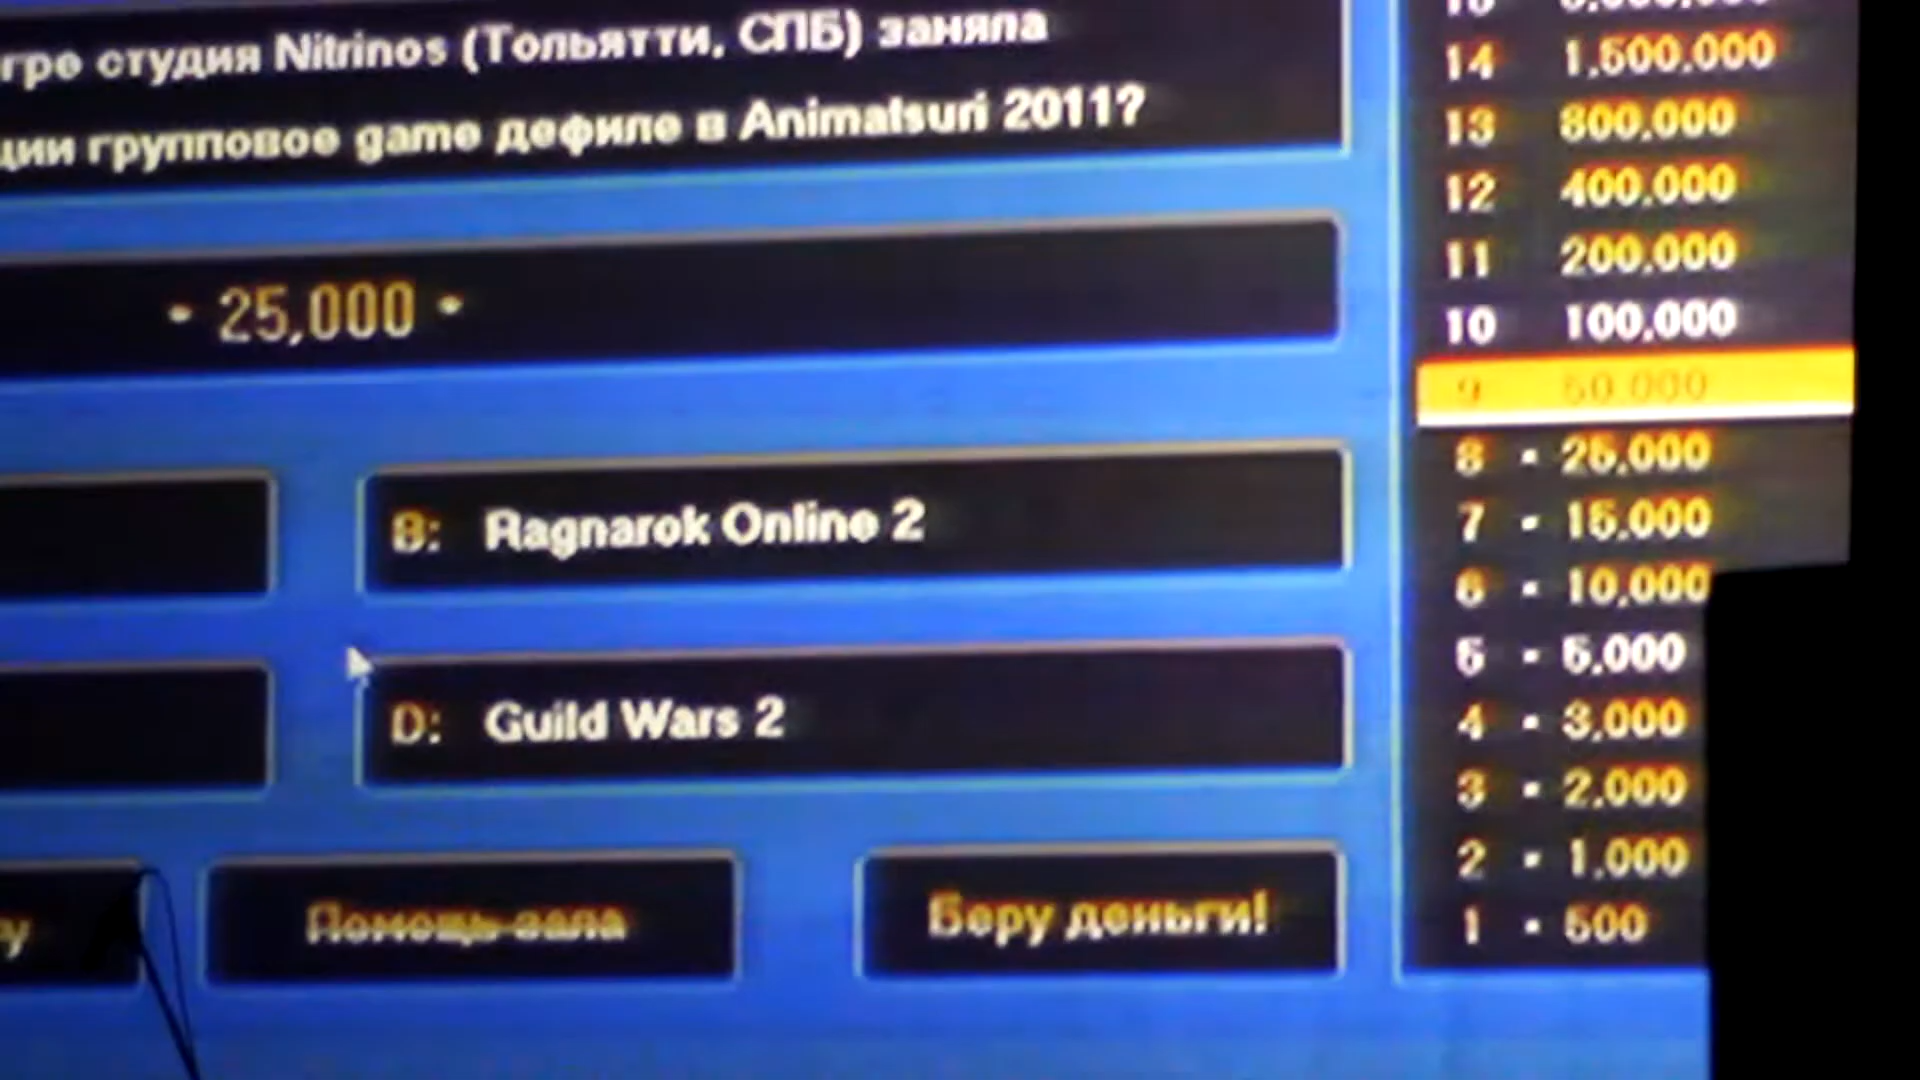 гре студия Nitrinos (Тольятти, СПБ) заняла
ции групповое game дефиле в Animatsuri 2011?
• 25,000 •
B: Ragnarok Online 2
D: Guild Wars 2
Помощь зала
Беру деньги!
14 1,500,000
13 800,000
12 400,000
11 200,000
10 100,000
9 50,000
8 • 25,000
7 • 15,000
6 • 10,000
5 • 5,000
4 • 3,000
3 • 2,000
2 • 1,000
1 • 500